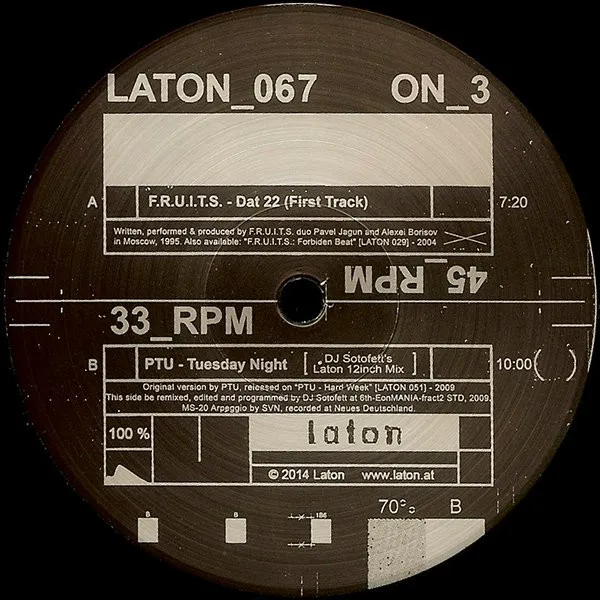 LATON_067 ON_3
A F.R.U.I.T.S. - Dat 22 (First Track) 7:20
Written, performed & produced by F.R.U.I.T.S. duo Pavel Jagun and Alexei Borisov
in Moscow, 1995. Also available: "F.R.U.I.T.S.: Forbiden Beat" [LATON 029] - 2004
45_RPM
33_RPM
B PTU - Tuesday Night [ DJ Sotofett's
Laton 12inch Mix ] 10:00 ( )
Original version by PTU, released on "PTU - Hard Week" [LATON 051] - 2009
This side be remixed, edited and programmed by DJ Sotofett at 6th-EonMANIA-fract2 STD, 2009.
MS-20 Arpeggio by SVN, recorded at Neues Deutschland.
100 %
laton
© 2014 Laton www.laton.at
70% B
B B 186